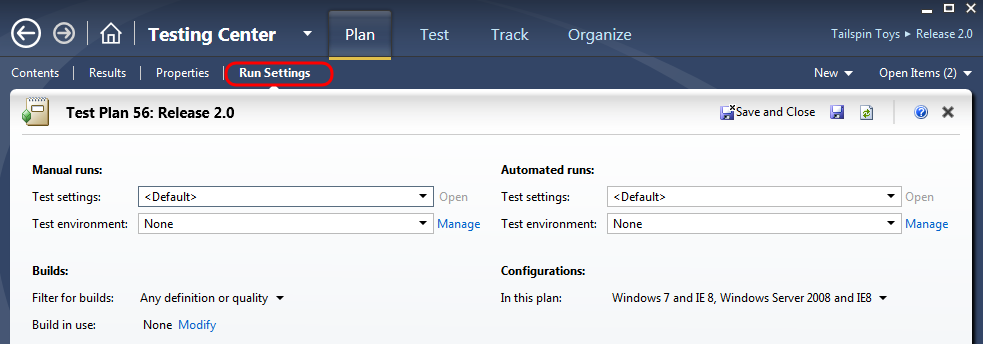 Testing Center Plan Test Track Organize Tailspin Toys ▸ Release 2.0
Contents Results Properties Run Settings New Open Items (2)
Test Plan 56: Release 2.0 Save and Close
Manual runs: Automated runs:
Test settings: <Default> Open Test settings: <Default> Open
Test environment: None Manage Test environment: None Manage
Builds: Configurations:
Filter for builds: Any definition or quality In this plan: Windows 7 and IE 8, Windows Server 2008 and IE8
Build in use: None Modify